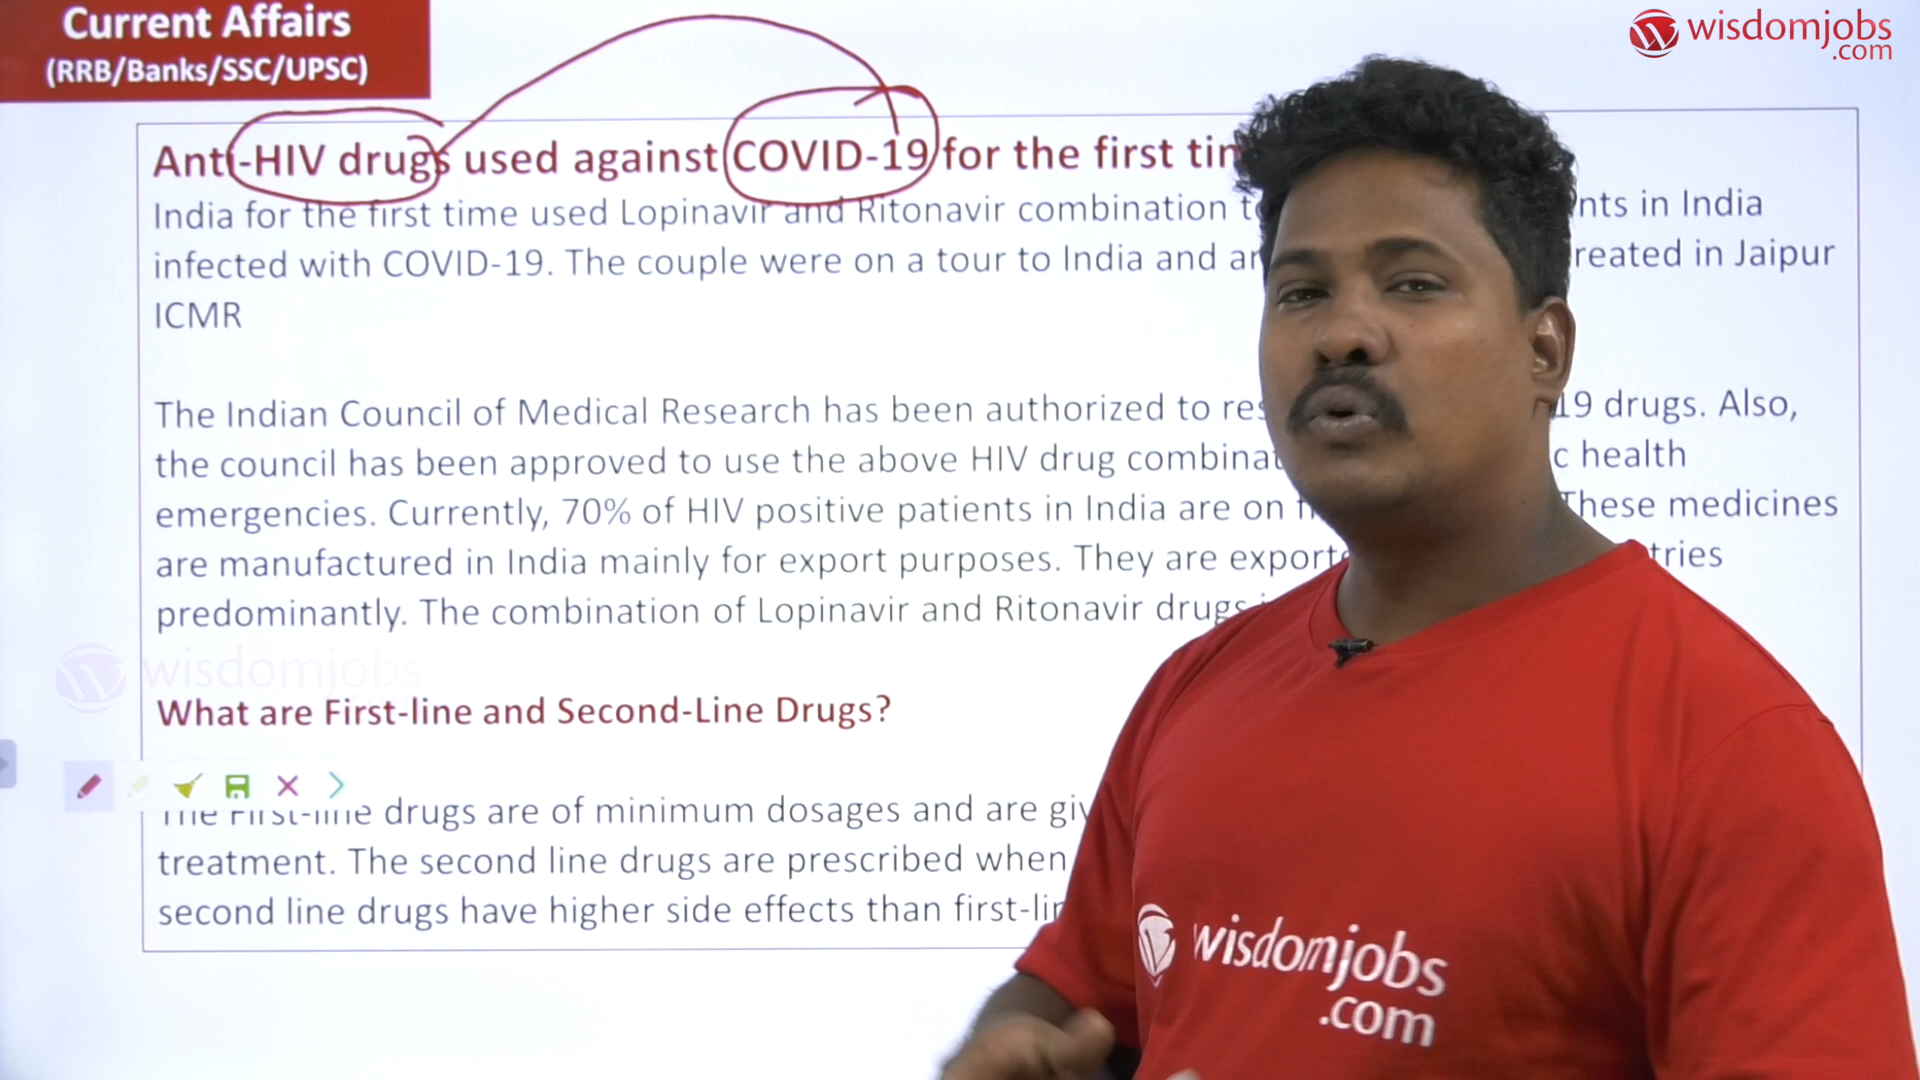 Current Affairs
(RRB/Banks/SSC/UPSC)
wisdomjobs
.com
Anti-HIV drugs used against COVID-19 for the first
India for the first time used Lopinavir and Ritonavir combination nts in India
infected with COVID-19. The couple were on a tour to India and reated in Jaipur
ICMR
The Indian Council of Medical Research has been authorized to 19 drugs. Also,
the council has been approved to use the above HIV drug c health
emergencies. Currently, 70% of HIV positive patients in India are on These medicines
are manufactured in India mainly for export purposes. They are tries
predominantly. The combination of Lopinavir and Ritonavir drugs
wisdomjobs
What are First-line and Second-Line Drugs?
The First-line drugs are of minimum dosages and are
treatment. The second line drugs are prescribed when
second line drugs have higher side effects than
wisdomjobs
.com